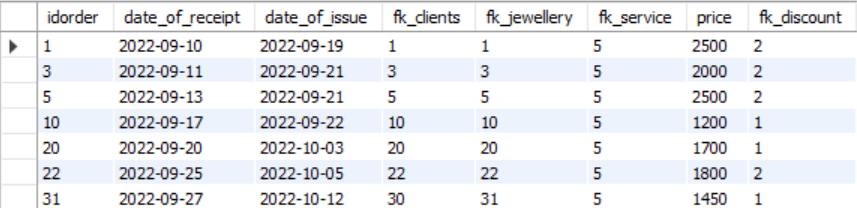 idorder date_of_receipt date_of_issue fk_clients fk_jewellery fk_service price fk_discount
1 2022-09-10 2022-09-19 1 1 5 2500 2
3 2022-09-11 2022-09-21 3 3 5 2000 2
5 2022-09-13 2022-09-21 5 5 5 2500 2
10 2022-09-17 2022-09-22 10 10 5 1200 1
20 2022-09-20 2022-10-03 20 20 5 1700 1
22 2022-09-25 2022-10-05 22 22 5 1800 2
31 2022-09-27 2022-10-12 30 31 5 1450 1